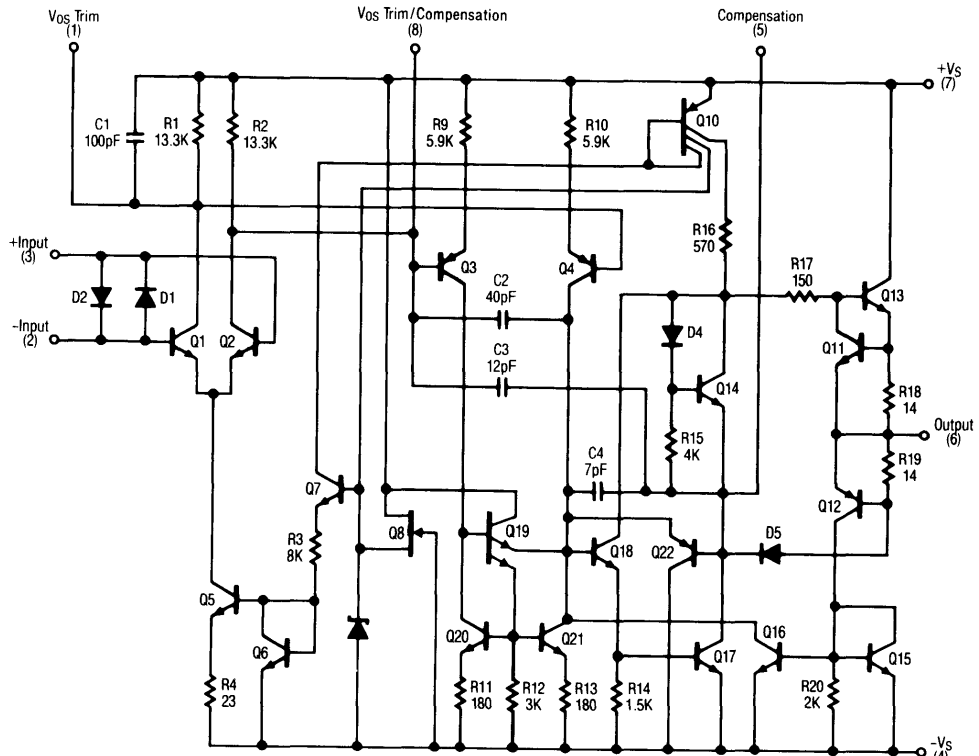 VOS Trim
(1)
VOS Trim/Compensation
(8)
Compensation
(5)
+VS
(7)
C1
100pF
R1
13.3K
R2
13.3K
R9
5.9K
R10
5.9K
Q10
R16
570
+Input
(3)
D2
D1
–Input
(2)
Q1
Q2
Q3
Q4
C2
40pF
C3
12pF
R17
150
Q13
D4
Q11
Q14
R18
14
Output
(6)
R15
4K
R19
14
C4
7pF
Q12
Q7
Q8
Q19
R3
8K
Q18
Q22
D5
Q5
Q6
Q20
Q21
Q17
Q16
Q15
R4
23
R11
180
R12
3K
R13
180
R14
1.5K
R20
2K
–VS
(4)